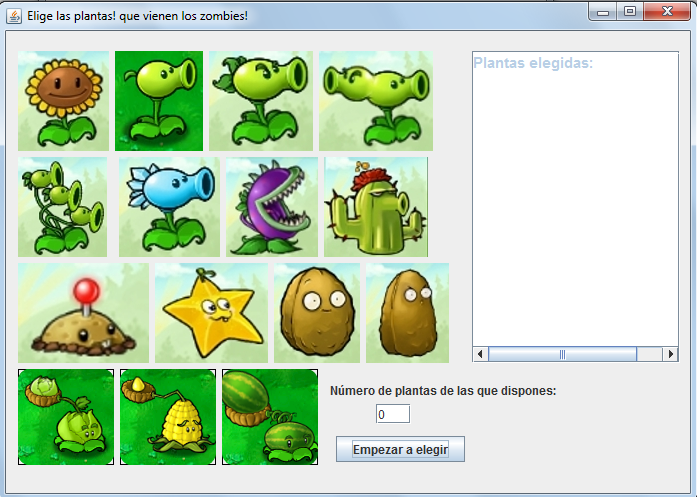 Elige las plantas! que vienen los zombies!
Plantas elegidas:
Número de plantas de las que dispones:
0
Empezar a elegir